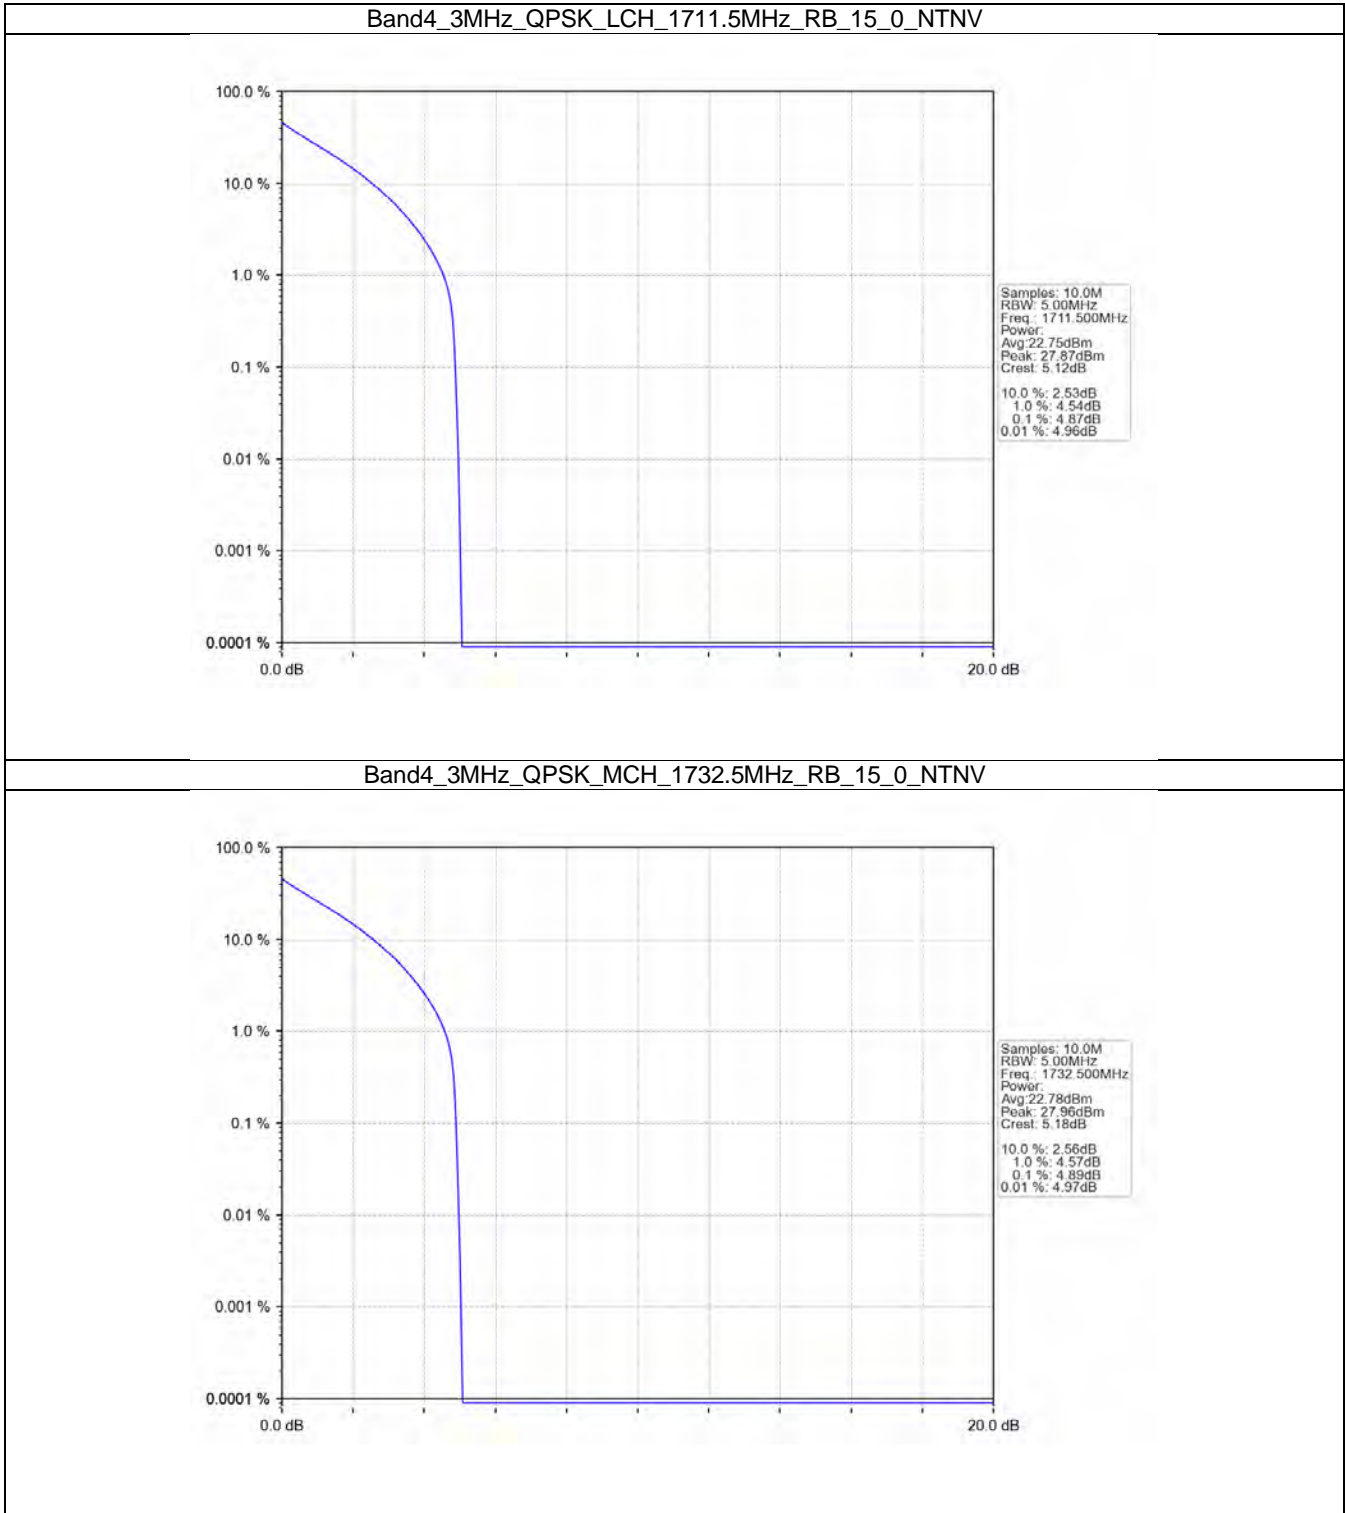 Band4_3MHz_QPSK_LCH_1711.5MHz_RB_15_0_NTNV
100.0 %
10.0 %
1.0 %
0.1 %
0.01 %
0.001 %
0.0001 %
0.0 dB
20.0 dB
Samples: 10.0M
RBW: 5.00MHz
Freq.: 1711.500MHz
Power:
Avg:22.75dBm
Peak: 27.87dBm
Crest: 5.12dB
10.0 %: 2.53dB
1.0 %: 4.54dB
0.1 %: 4.87dB
0.01 %: 4.96dB
Band4_3MHz_QPSK_MCH_1732.5MHz_RB_15_0_NTNV
100.0 %
10.0 %
1.0 %
0.1 %
0.01 %
0.001 %
0.0001 %
0.0 dB
20.0 dB
Samples: 10.0M
RBW: 5.00MHz
Freq.: 1732.500MHz
Power:
Avg:22.78dBm
Peak: 27.96dBm
Crest: 5.18dB
10.0 %: 2.56dB
1.0 %: 4.57dB
0.1 %: 4.89dB
0.01 %: 4.97dB